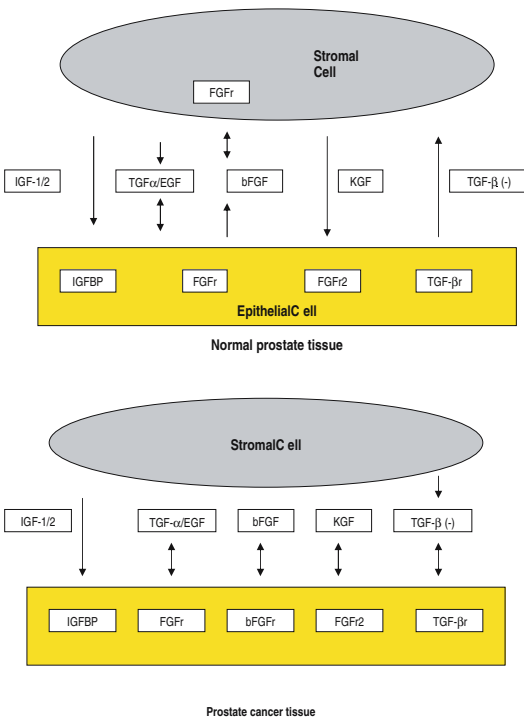 Stromal
Cell
FGFr
IGF-1/2
TGFα/EGF
bFGF
KGF
TGF-β (-)
IGFBP
FGFr
FGFr2
TGF-βr
EpithelialC ell
Normal prostate tissue
StromalC ell
IGF-1/2
TGF-α/EGF
bFGF
KGF
TGF-β (-)
IGFBP
FGFr
bFGFr
FGFr2
TGF-βr
Prostate cancer tissue